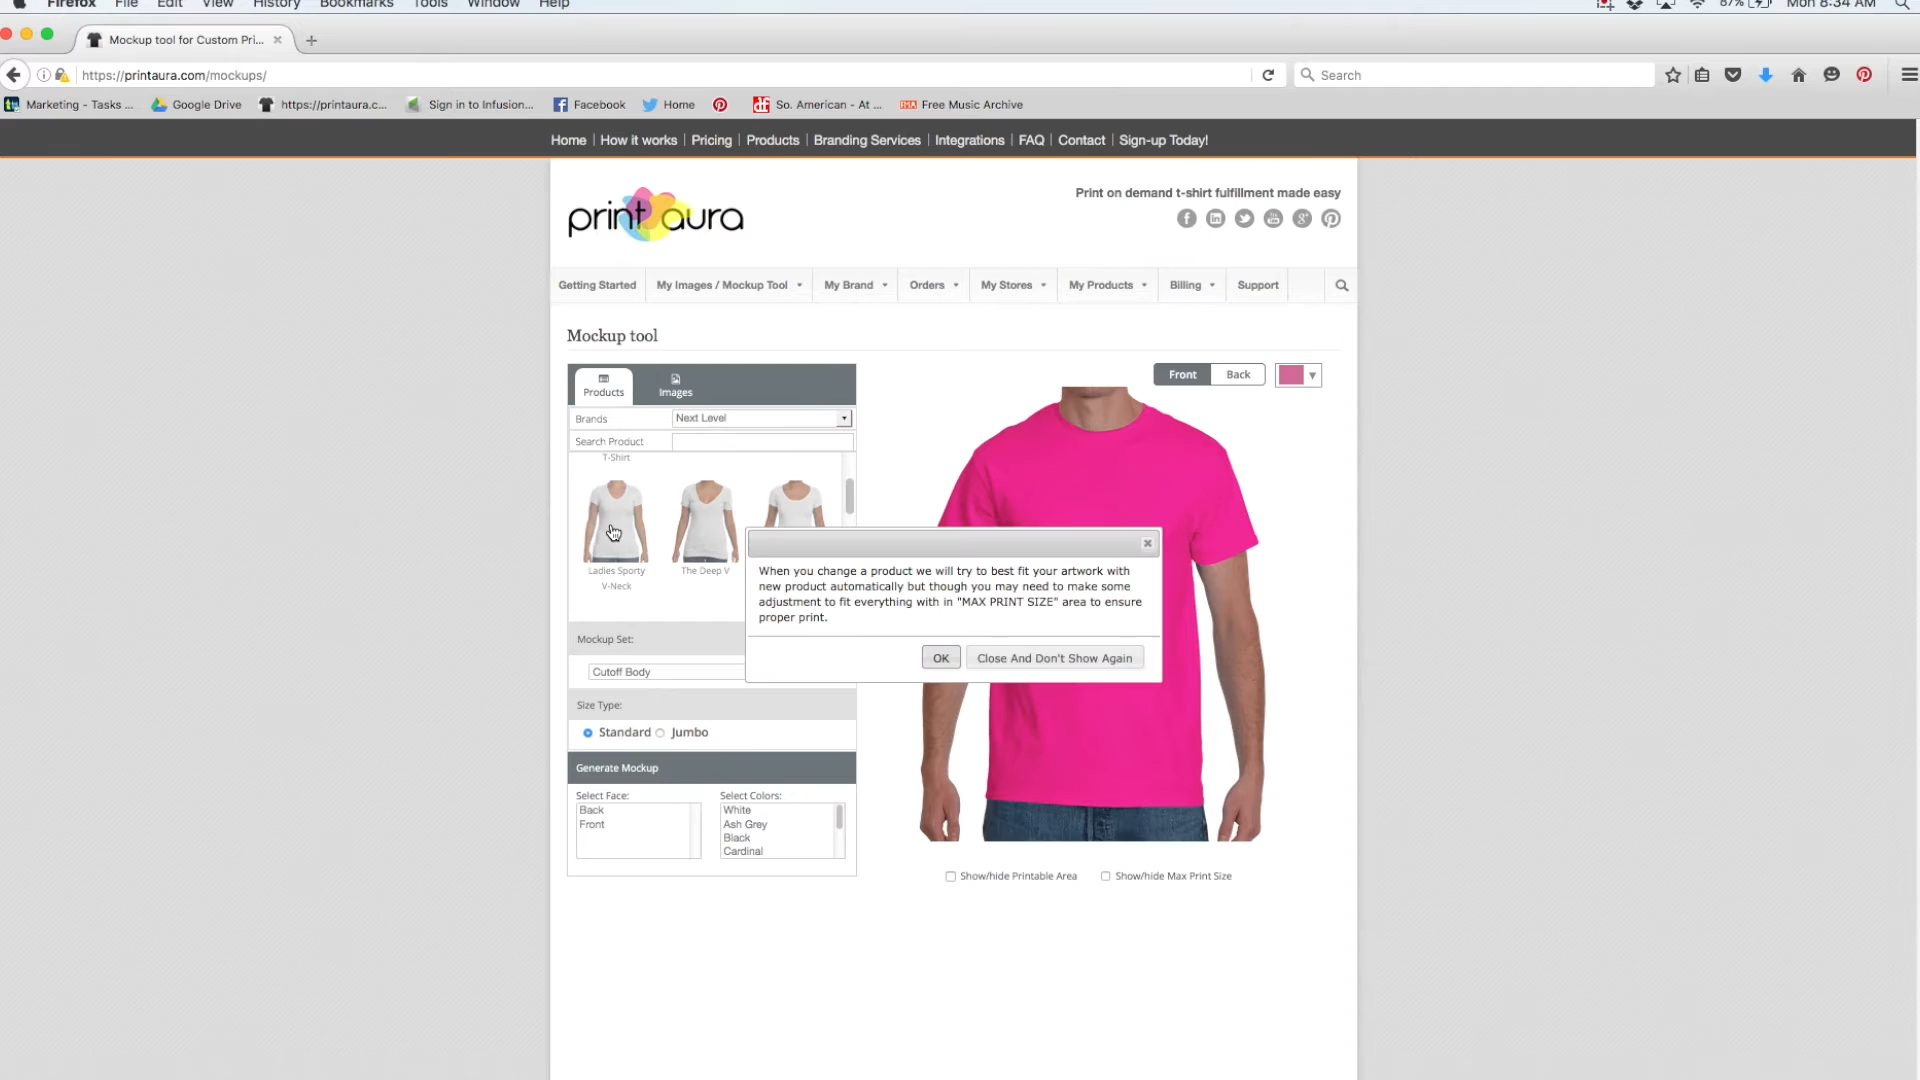 Firefox File Edit View History Bookmarks Tools Window Help 87% Mon 8:34 AM
Mockup tool for Custom Pri...
https://printaura.com/mockups/ Search
Marketing - Tasks ... Google Drive https://printaura.c... Sign in to Infusion... Facebook Home So. American - At ... Free Music Archive
Home How it works Pricing Products Branding Services Integrations FAQ Contact Sign-up Today!
Print on demand t-shirt fulfillment made easy
print aura
Getting Started My Images / Mockup Tool My Brand Orders My Stores My Products Billing Support
Mockup tool
Products Images
Front Back
Brands Next Level
Search Product
T-Shirt
Ladies Sporty V-Neck
The Deep V
When you change a product we will try to best fit your artwork with
new product automatically but though you may need to make some
adjustment to fit everything with in "MAX PRINT SIZE" area to ensure
proper print.
OK Close And Don't Show Again
Mockup Set:
Cutoff Body
Size Type:
Standard Jumbo
Generate Mockup
Select Face: Select Colors:
Back White
Front Ash Grey
Black
Cardinal
Show/hide Printable Area Show/hide Max Print Size